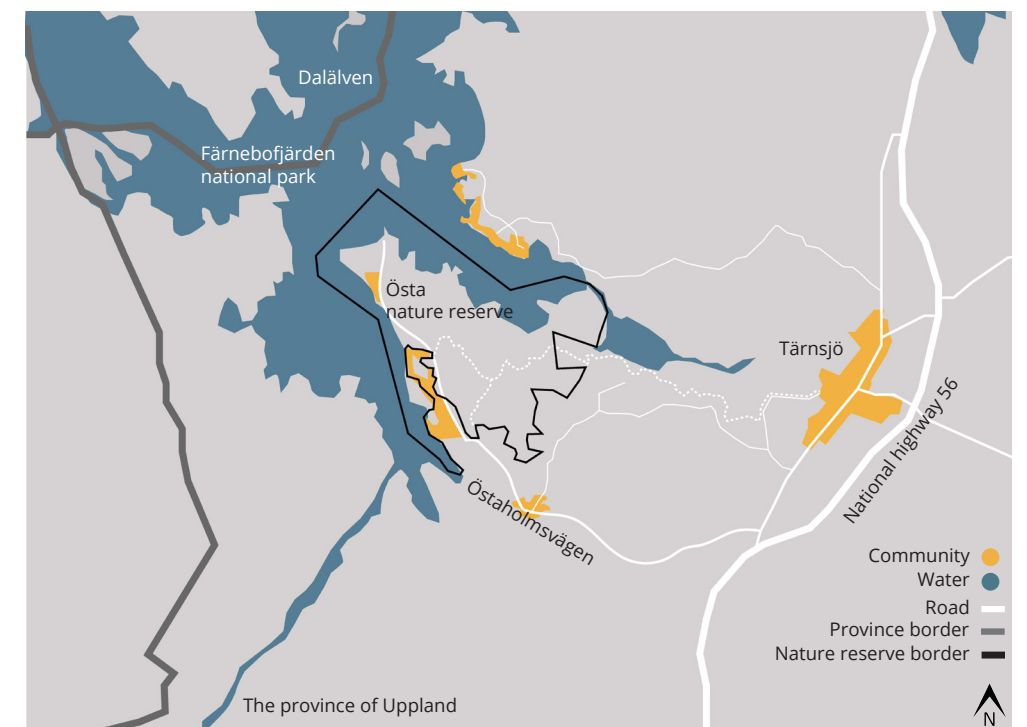 Dalälven
Färnebofjärden
national park
Östa
nature reserve
Tärnsjö
National highway 56
Östaholmsvägen
Community
Water
Road
Province border
Nature reserve border
The province of Uppland
N